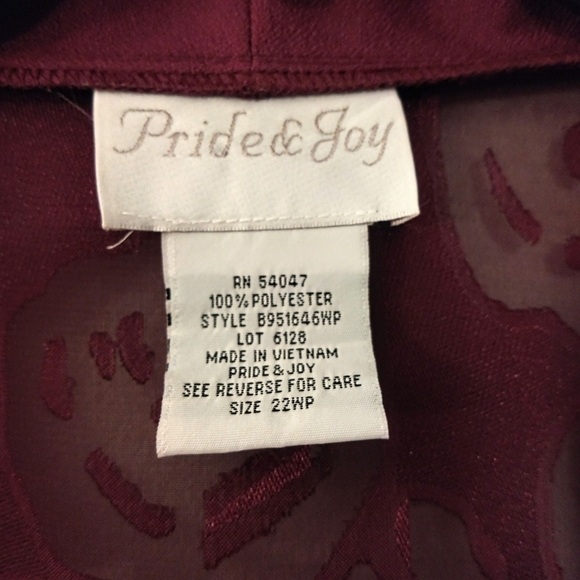 Pride & Joy
RN 54047
100% POLYESTER
STYLE B951646WP
LOT 6128
MADE IN VIETNAM
PRIDE & JOY
SEE REVERSE FOR CARE
SIZE 22WP